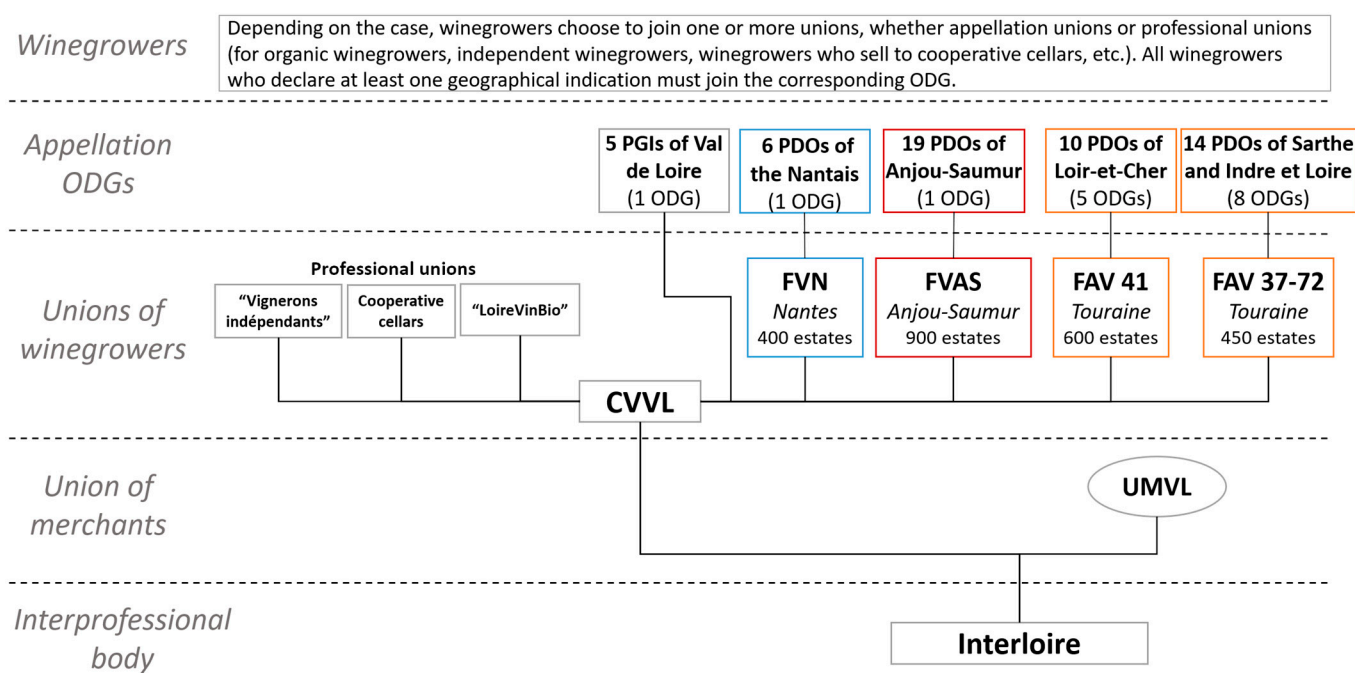 Winegrowers
Depending on the case, winegrowers choose to join one or more unions, whether appellation unions or professional unions
(for organic winegrowers, independent winegrowers, winegrowers who sell to cooperative cellars, etc.). All winegrowers
who declare at least one geographical indication must join the corresponding ODG.
Appellation
ODGs
5 PGIs of Val
de Loire
(1 ODG)
6 PDOs of
the Nantais
(1 ODG)
19 PDOs of
Anjou-Saumur
(1 ODG)
10 PDOs of
Loir-et-Cher
(5 ODGs)
14 PDOs of Sarthe
and Indre et Loire
(8 ODGs)
Unions of
winegrowers
Professional unions
“Vignerons
indépendants”
Cooperative
cellars
“LoireVinBio”
FVN
Nantes
400 estates
FVAS
Anjou-Saumur
900 estates
FAV 41
Touraine
600 estates
FAV 37-72
Touraine
450 estates
CVVL
Union of
merchants
UMVL
Interprofessional
body
Interloire